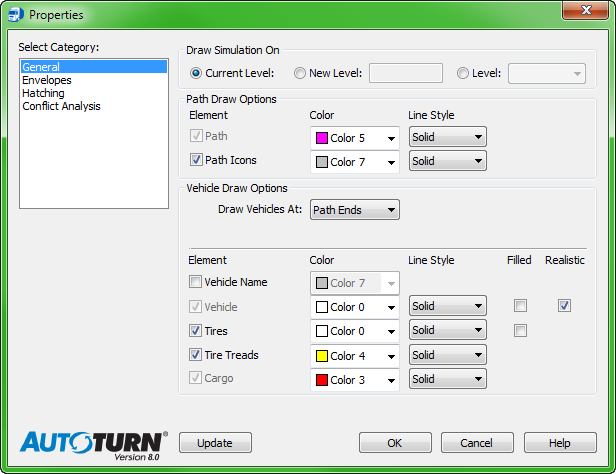 Properties
Select Category:
General
Envelopes
Hatching
Conflict Analysis
Draw Simulation On
Current Level: New Level: Level:
Path Draw Options
Element Color Line Style
Path Color 5 Solid
Path Icons Color 7 Solid
Vehicle Draw Options
Draw Vehicles At: Path Ends
Element Color Line Style Filled Realistic
Vehicle Name Color 7
Vehicle Color 0 Solid
Tires Color 0 Solid
Tire Treads Color 4 Solid
Cargo Color 3 Solid
AUTOTURN®
Version 8.0
Update OK Cancel Help